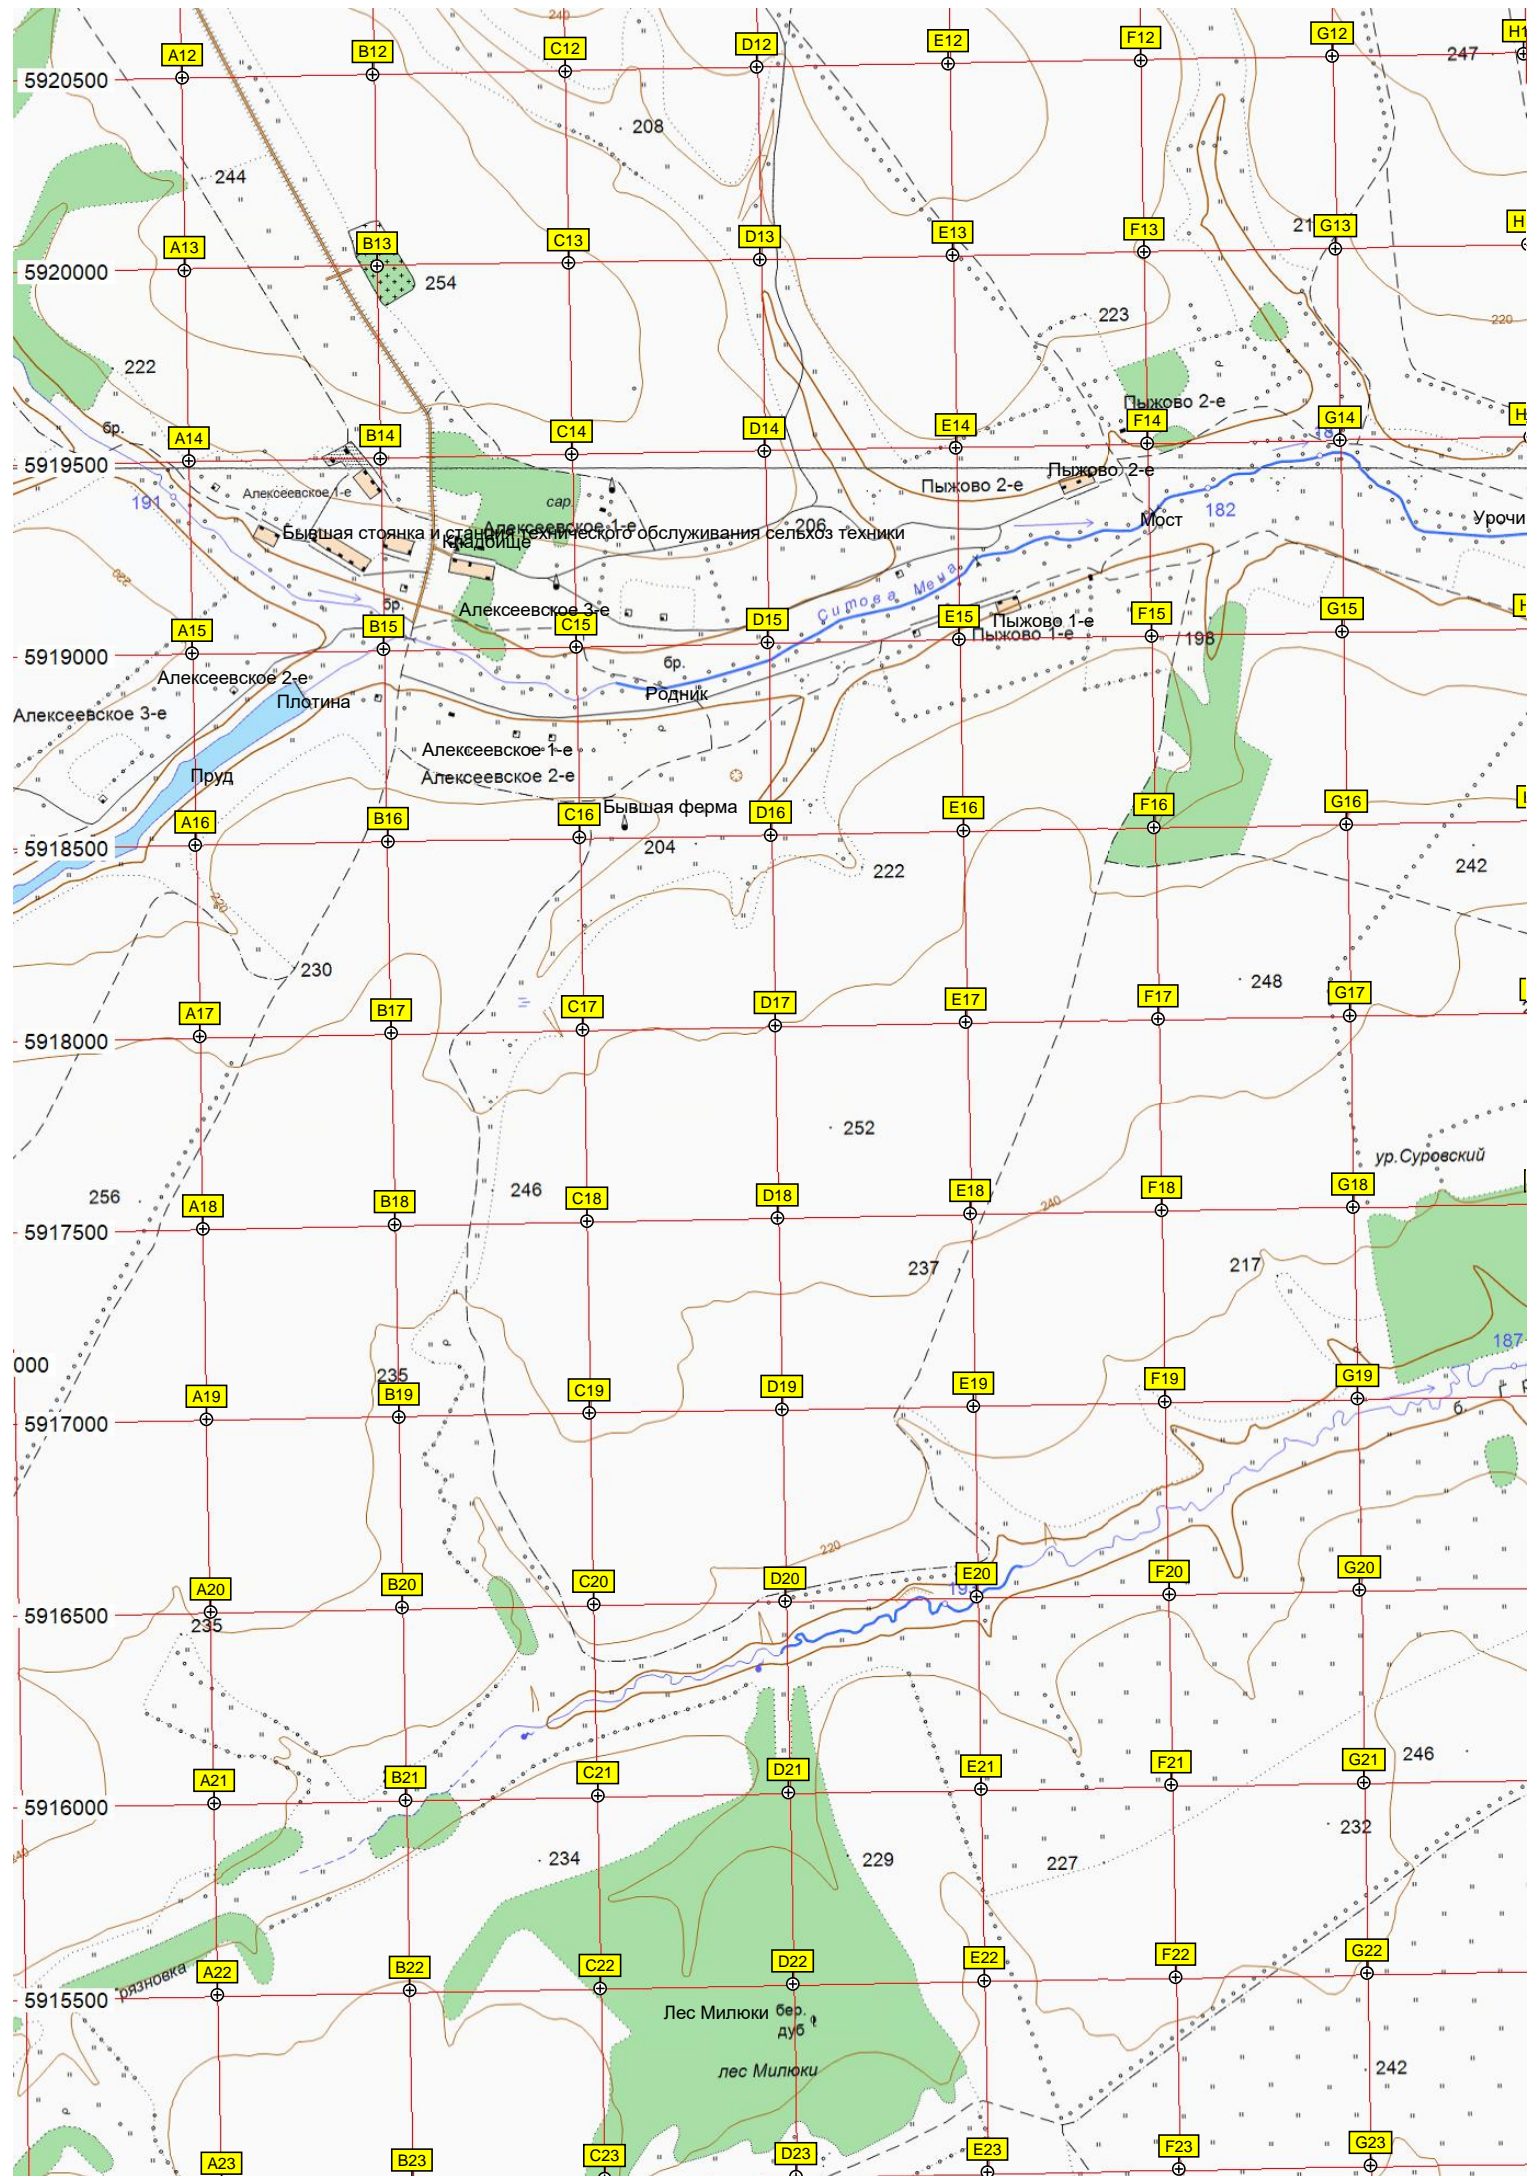 240
A12 B12 C12 D12 E12 F12 G12
247
5920500
208
244
A13 B13 C13 D13 E13 F13 G13
5920000
254
223
220
222
Пыжово 2-е
бр.
A14 B14 C14 D14 E14 F14 G14
5919500
Пыжово 2-е
Пыжово 2-е
191
Алексеевское 1-е
сар.
182
Мост
Урочи
206
Алексеевское 1-е
Бывшая стоянка и станция технического обслуживания сельхоз техники
Кладбище
220
Ситова Меча
бр.
Алексеевское 3-е
A15 B15 C15 D15 E15 F15 G15
Пыжово 1-е
Пыжово 1-е
198
5919000
бр.
Алексеевское 2-е
Родник
Плотина
Алексеевское 3-е
Алексеевское 1-е
Алексеевское 2-е
Пруд
Бывшая ферма
A16 B16 C16 D16 E16 F16 G16
5918500
204
222
242
220
230
248
A17 B17 C17 D17 E17 F17 G17
5918000
252
ур.Суровский
256
246
A18 B18 C18 D18 E18 F18 G18
240
5917500
237
217
187
000
235
A19 B19 C19 D19 E19 F19 G19
б.
5917000
220
A20 B20 C20 D20 E20 F20 G20
5916500
235
A21 B21 C21 D21 E21 F21 G21
246
5916000
232
234
229
227
A22 B22 C22 D22 E22 F22 G22
рязновка
5915500
Лес Милюки
бер.
дуб
лес Милюки
242
A23 B23 C23 D23 E23 F23 G23